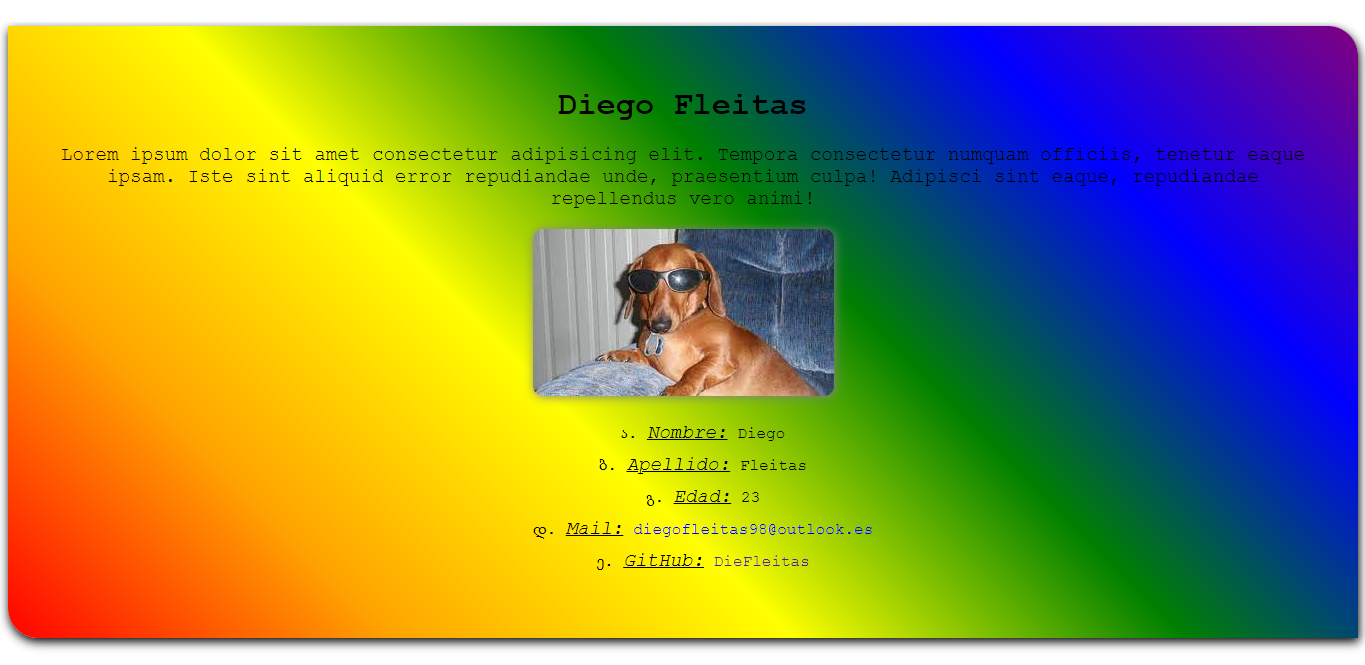 Diego Fleitas
Lorem ipsum dolor sit amet consectetur adipisicing elit. Tempora consectetur numquam officiis, tenetur eaque
ipsam. Iste sint aliquid error repudiandae unde, praesentium culpa! Adipisci sint eaque, repudiandae
repellendus vero animi!
ა. Nombre: Diego
ბ. Apellido: Fleitas
გ. Edad: 23
დ. Mail: diegofleitas98@outlook.es
ე. GitHub: DieFleitas